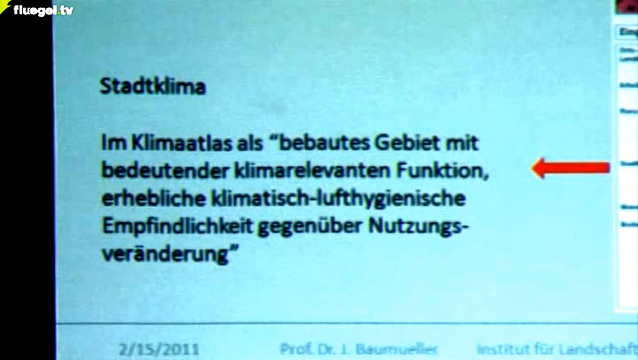 fluegel.tv
Stadtklima
Im Klimaatlas als "bebautes Gebiet mit
bedeutender klimarelevanten Funktion,
erhebliche klimatisch-lufthygienische
Empfindlichkeit gegenüber Nutzungs-
veränderung"
2/15/2011 Prof. Dr. J. Baumueller Institut für Landschaft